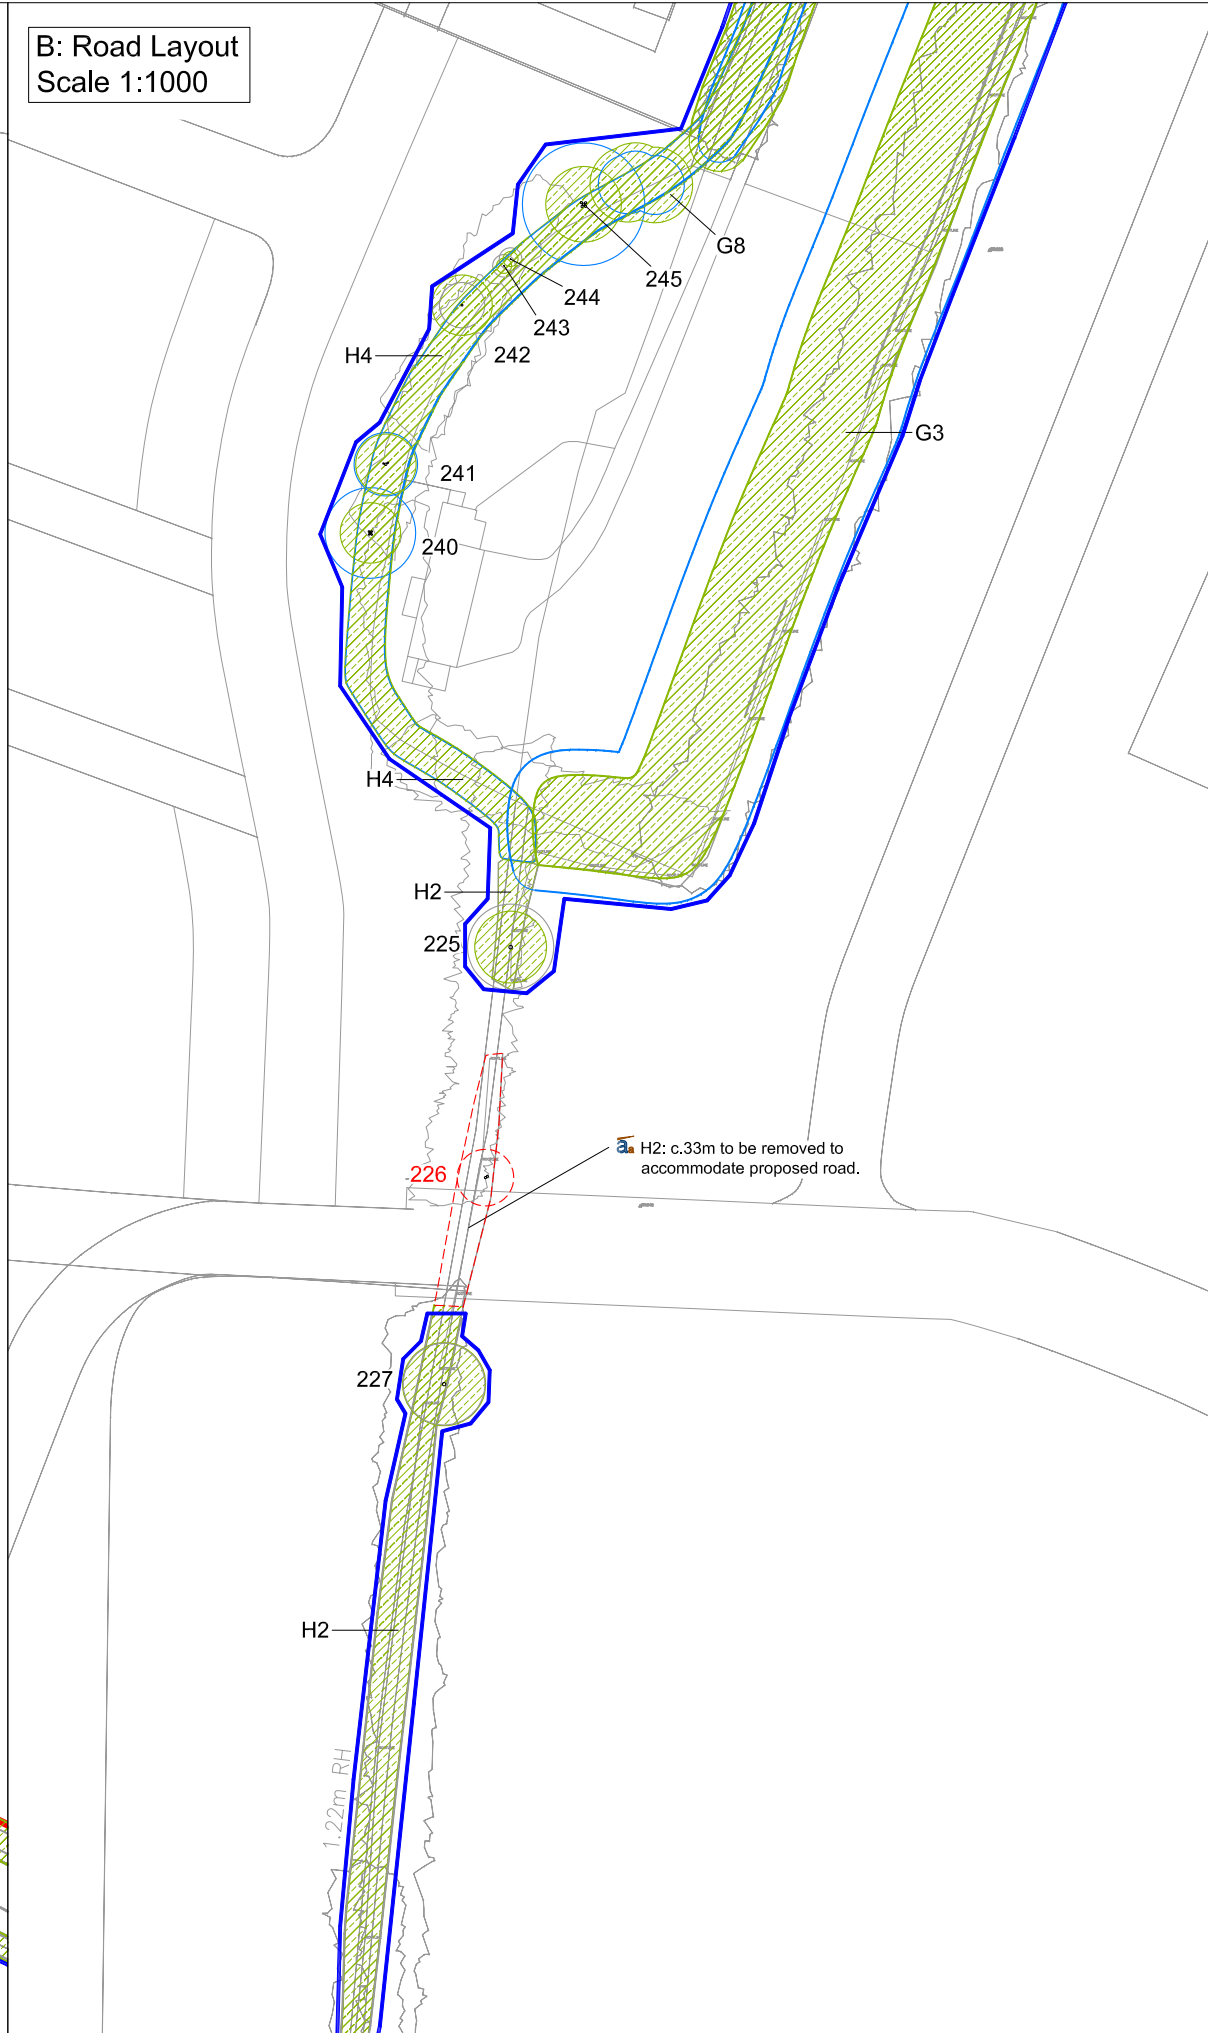 B: Road Layout
Scale 1:1000
G8
245
244
243
242
H4
G3
241
240
H4
H2
225
H2: c.33m to be removed to
accommodate proposed road.
226
227
H2
1.22m RH